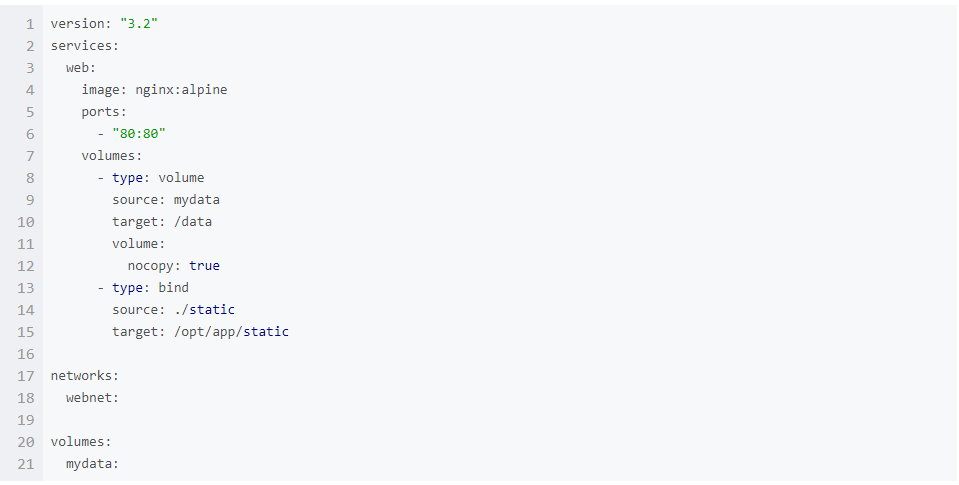 1 version: "3.2"
2 services:
3   web:
4     image: nginx:alpine
5     ports:
6       - "80:80"
7     volumes:
8       - type: volume
9         source: mydata
10         target: /data
11         volume:
12           nocopy: true
13       - type: bind
14         source: ./static
15         target: /opt/app/static
16
17 networks:
18   webnet:
19
20 volumes:
21   mydata: